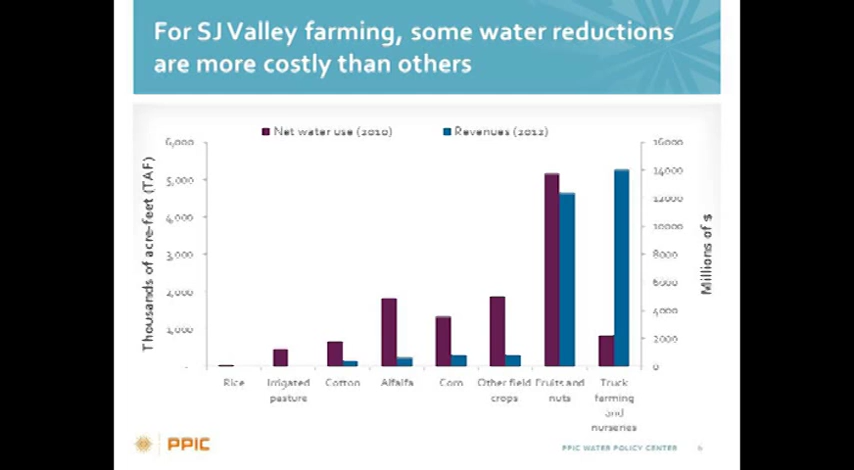 For SJ Valley farming, some water reductions
are more costly than others
Net water use (2010)
Revenues (2012)
Thousands of acre-feet (TAF)
6,000
5,000
4,000
3,000
2,000
1,000
-
Millions of $
16000
14000
12000
10000
8000
6000
4000
2000
0
Rice
Irrigated
pasture
Cotton
Alfalfa
Corn
Other field
crops
Fruits and
nuts
Truck
farming
and
nurseries
PPIC
PPIC WATER POLICY CENTER